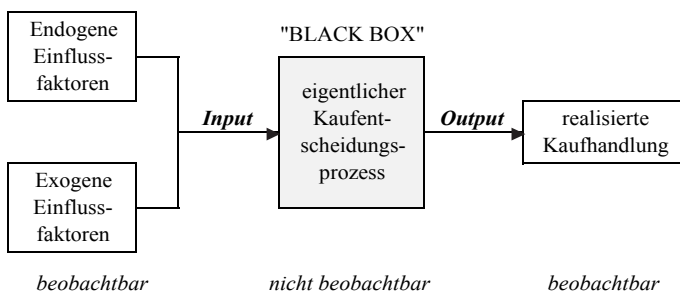 Endogene
Einfluss-
faktoren
Exogene
Einfluss-
faktoren
Input
"BLACK BOX"
eigentlicher
Kaufent-
scheidungs-
prozess
Output
realisierte
Kaufhandlung
beobachtbar
nicht beobachtbar
beobachtbar